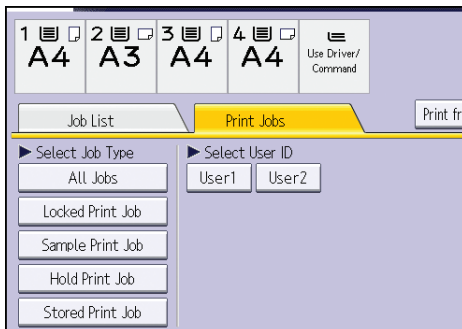 1 2 3 4
A4 A3 A4 A4 Use Driver/
Command
Job List Print Jobs Print fr
Select Job Type Select User ID
All Jobs User1 User2
Locked Print Job
Sample Print Job
Hold Print Job
Stored Print Job